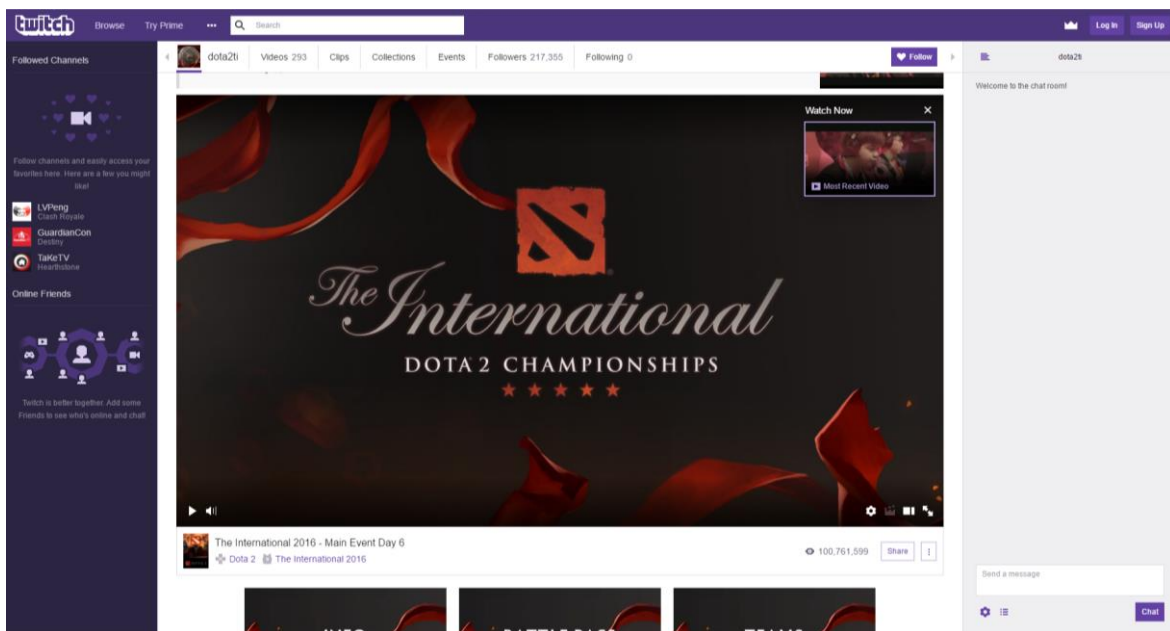 twitch
Browse
Try Prime
Search
Log In
Sign Up
Followed Channels
Follow channels and easily access your
favorites here. Here are a few you might
like!
LVPeng
Clash Royale
GuardianCon
Destiny
TaKeTV
Hearthstone
Online Friends
Twitch is better together. Add some
Friends to see who's online and chat!
dota2ti
Videos 293
Clips
Collections
Events
Followers 217,355
Following 0
Follow
Watch Now
Most Recent Video
The International
DOTA 2 CHAMPIONSHIPS
The International 2016 - Main Event Day 6
Dota 2
The International 2016
100,761,599
Share
INFO
BATTLE PASS
TEAMS
dota2ti
Welcome to the chat room!
Send a message
Chat